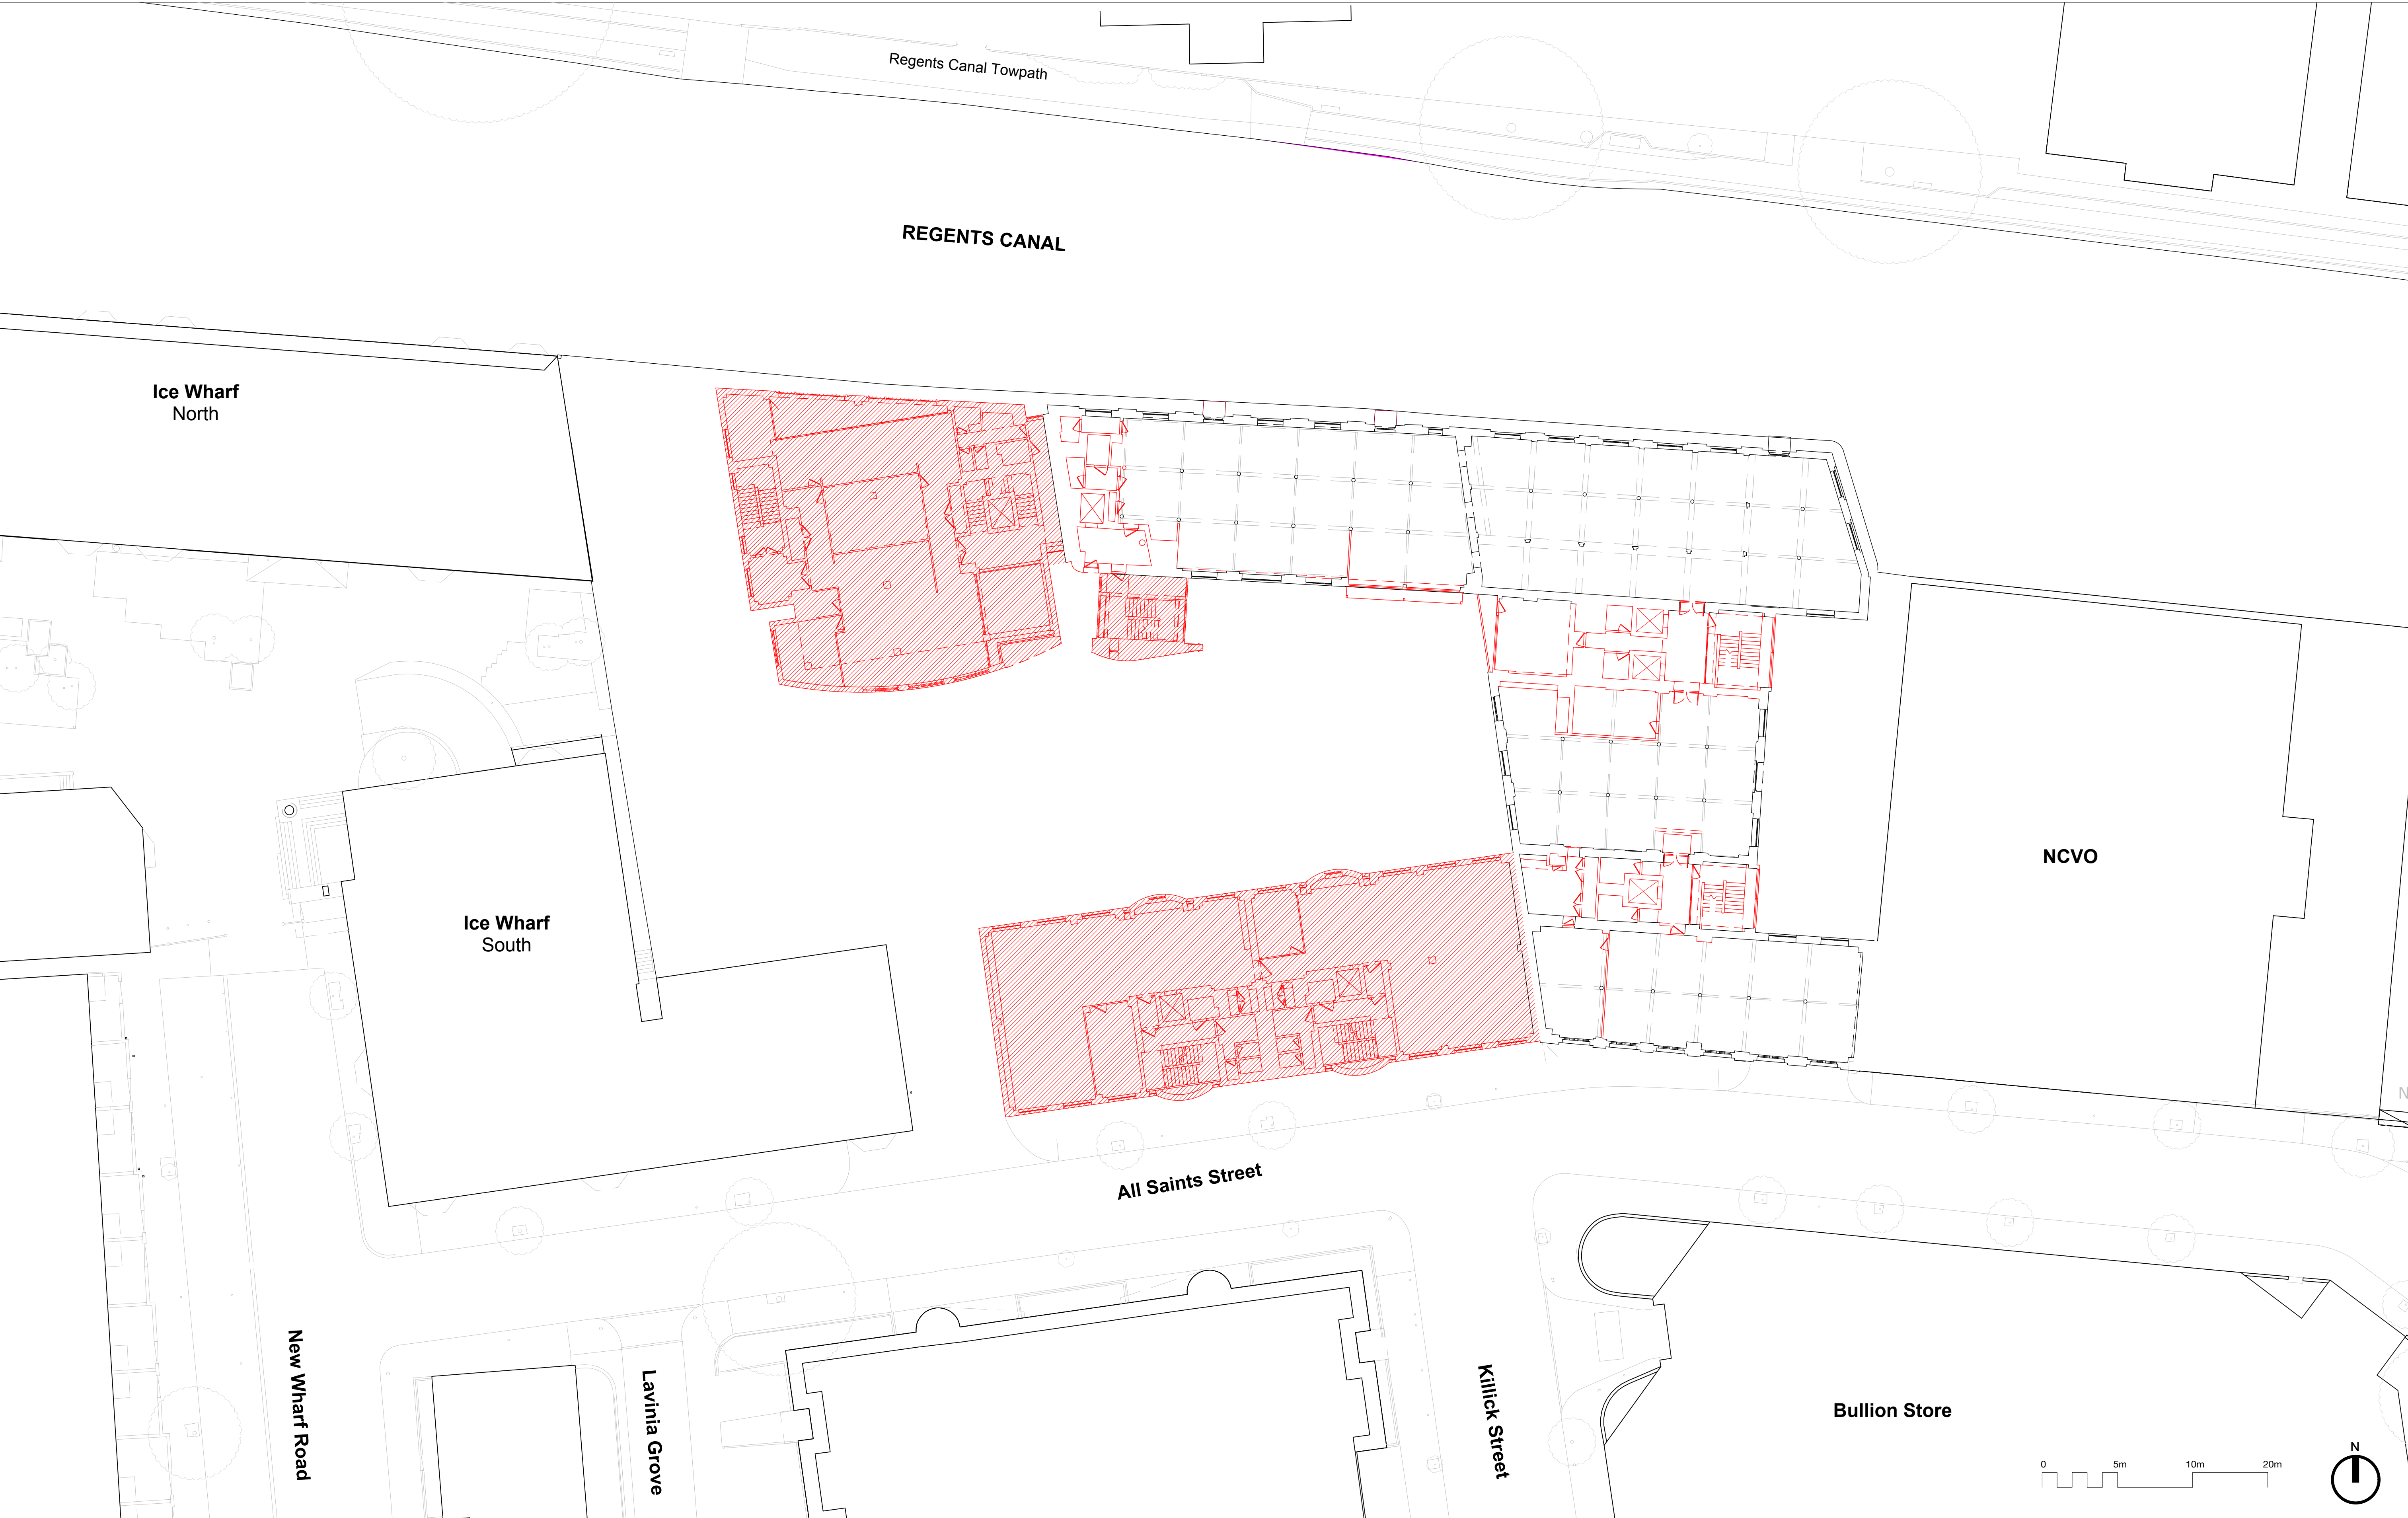 Regents Canal Towpath
REGENTS CANAL
Ice Wharf
North
NCVO
Ice Wharf
South
All Saints Street
New Wharf Road
Lavinia Grove
Killick Street
Bullion Store
N
0 5m 10m 20m
N